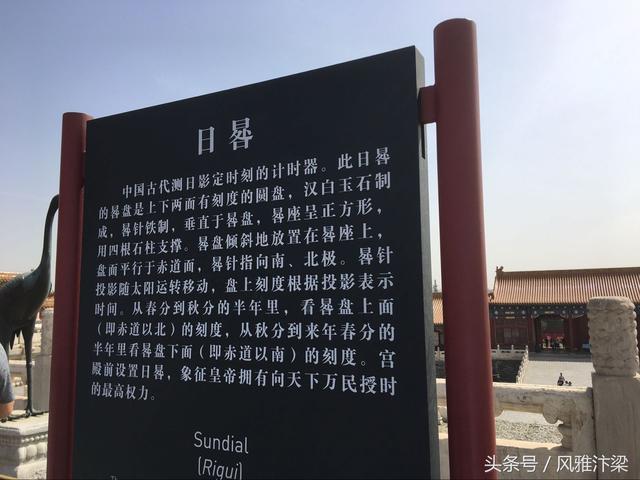 日晷
中国古代测日影定时刻的计时器。此日晷
的晷盘是上下两面有刻度的圆盘，汉白玉石制
成，晷针铁制，垂直于晷盘，晷座呈正方形，
用四根石柱支撑。晷盘倾斜地放置在晷座上，
盘面平行于赤道面，晷针指向南、北极。晷针
投影随太阳运转移动，盘上刻度根据投影表示
时间。从春分到秋分的半年里，看晷盘上面
（即赤道以北）的刻度，从秋分到来年春分的
半年里看晷盘下面（即赤道以南）的刻度。宫
殿前设置日晷，象征皇帝拥有向天下万民授时
的最高权力。
Sundial
(Rigui)
头条号／风雅汴梁